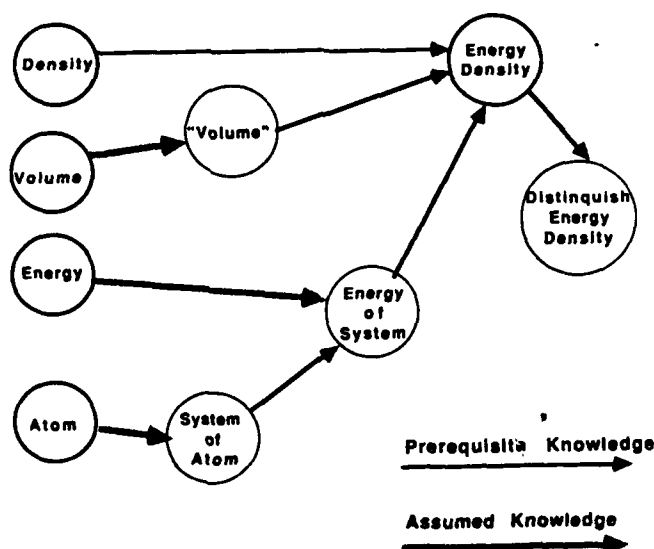 Density
Energy
Density
"Volume"
Volume
Distinquish
Energy
Density
Energy
Energy
of
System
Atom
System
of
Atom
Prerequisita Knowledge
Assumed Knowledge